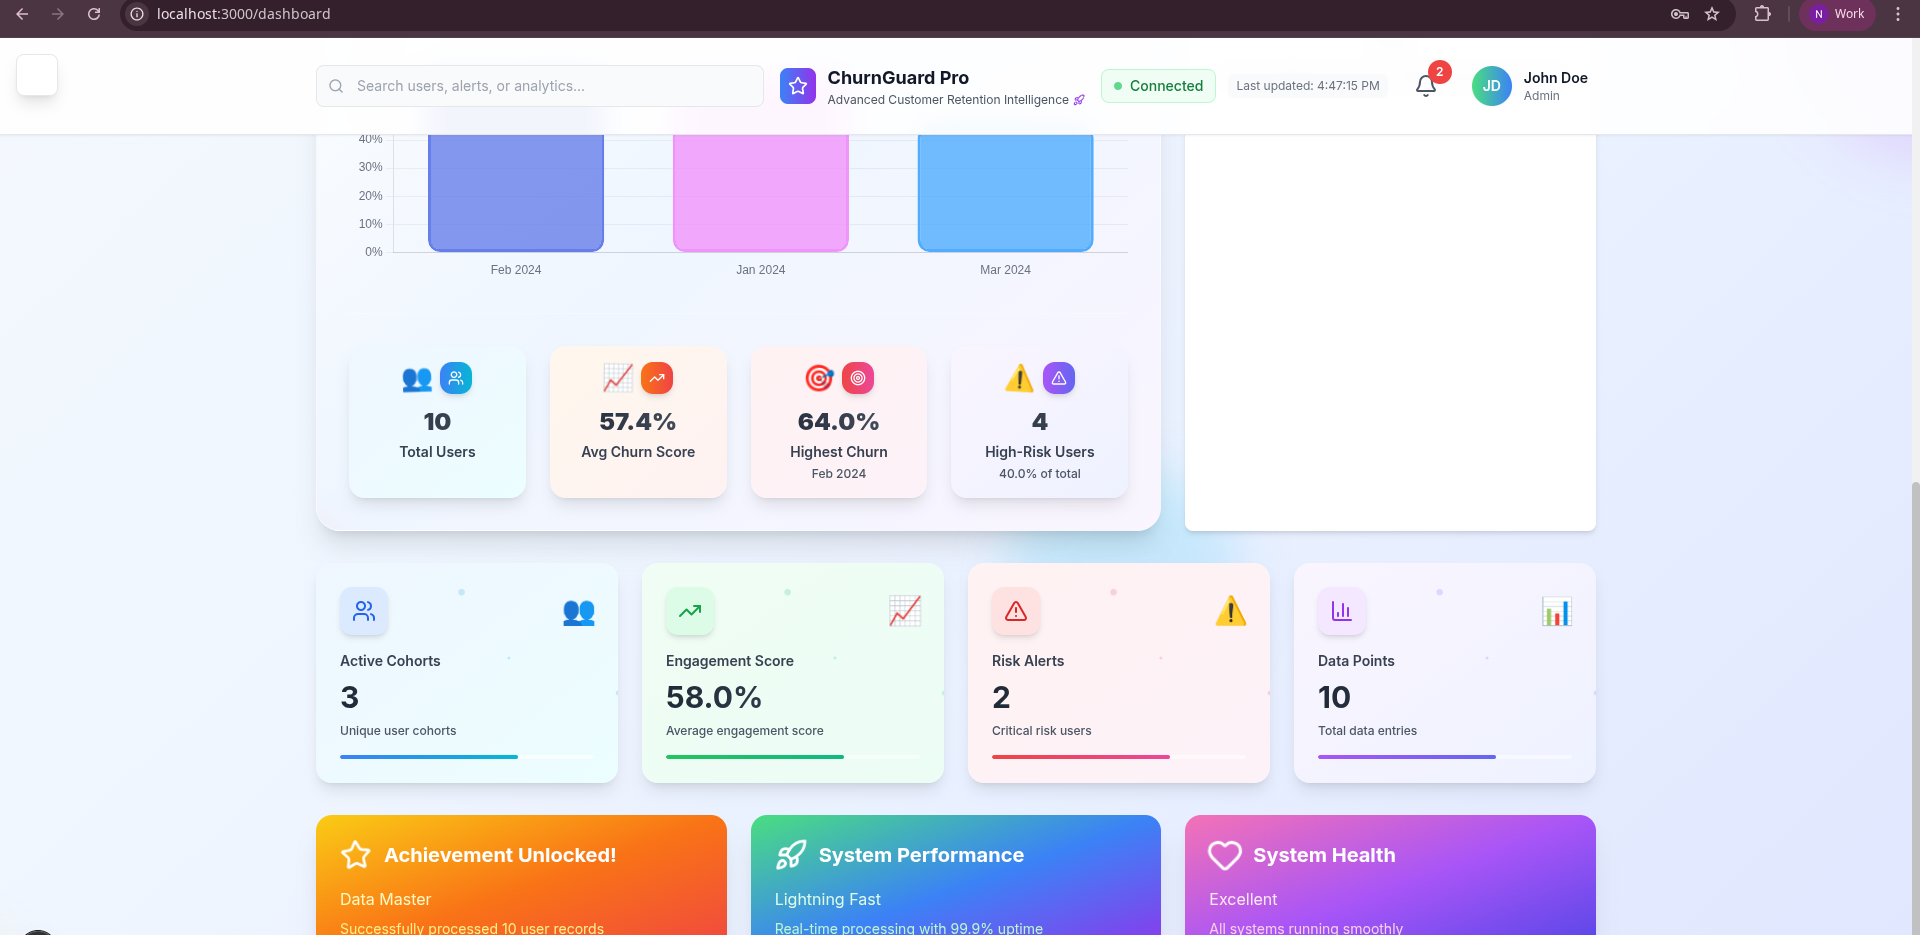 localhost:3000/dashboard
N Work
Search users, alerts, or analytics...
ChurnGuard Pro
Advanced Customer Retention Intelligence
Connected
Last updated: 4:47:15 PM
2
JD
John Doe
Admin
40%
30%
20%
10%
0%
Feb 2024
Jan 2024
Mar 2024
10
Total Users
57.4%
Avg Churn Score
64.0%
Highest Churn
Feb 2024
4
High-Risk Users
40.0% of total
Active Cohorts
3
Unique user cohorts
Engagement Score
58.0%
Average engagement score
Risk Alerts
2
Critical risk users
Data Points
10
Total data entries
Achievement Unlocked!
Data Master
Successfully processed 10 user records
System Performance
Lightning Fast
Real-time processing with 99.9% uptime
System Health
Excellent
All systems running smoothly